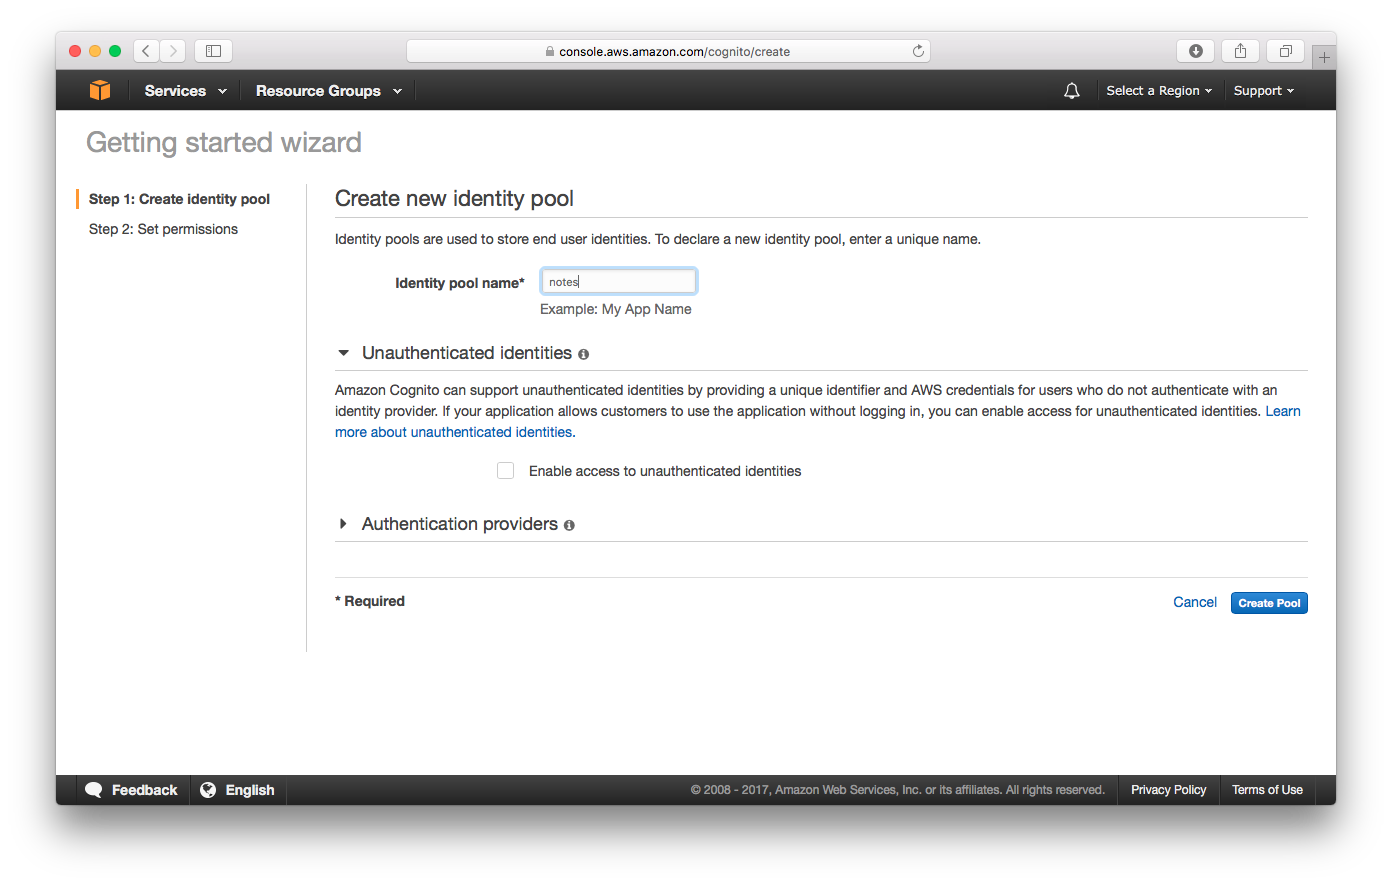 console.aws.amazon.com/cognito/create
Services
Resource Groups
Select a Region
Support
Getting started wizard
Step 1: Create identity pool
Step 2: Set permissions
Create new identity pool
Identity pools are used to store end user identities. To declare a new identity pool, enter a unique name.
Identity pool name* notes
Example: My App Name
Unauthenticated identities
Amazon Cognito can support unauthenticated identities by providing a unique identifier and AWS credentials for users who do not authenticate with an
identity provider. If your application allows customers to use the application without logging in, you can enable access for unauthenticated identities. Learn
more about unauthenticated identities.
Enable access to unauthenticated identities
Authentication providers
* Required
Cancel
Create Pool
Feedback
English
© 2008 - 2017, Amazon Web Services, Inc. or its affiliates. All rights reserved.
Privacy Policy
Terms of Use